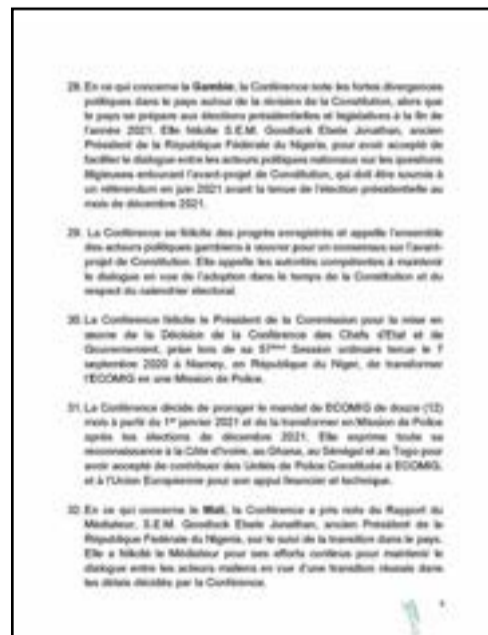 28. En ce qui concerne la Gambie, la Conférence note les fortes divergences
politiques dans le pays autour de la révision de la Constitution, alors que
le pays se prépare aux élections présidentielles et législatives à la fin de
l'année 2021. Elle félicite S.E.M. Goodluck Ebele Jonathan, ancien
Président de la République Fédérale du Nigeria, pour avoir accepté de
faciliter le dialogue entre les acteurs politiques nationaux sur les questions
litigieuses entourant l'avant-projet de Constitution, qui doit être soumis à
un référendum en juin 2021 avant la tenue de l'élection présidentielle au
mois de décembre 2021.
29. La Conférence se félicite des progrès enregistrés et appelle l'ensemble
des acteurs politiques gambiens à œuvrer pour un consensus sur l'avant-
projet de Constitution. Elle appelle les autorités compétentes à maintenir
le dialogue en vue de l'adoption dans le temps de la Constitution et du
respect du calendrier électoral.
30. La Conférence félicite le Président de la Commission pour la mise en
œuvre de la Décision de la Conférence des Chefs d'Etat et de
Gouvernement, prise lors de sa 57ème Session ordinaire tenue le 7
septembre 2020 à Niamey, en République du Niger, de transformer
l'ECOMIG en une Mission de Police.
31. La Conférence décide de proroger le mandat de ECOMIG de douze (12)
mois à partir du 1er janvier 2021 et de la transformer en Mission de Police
après les élections de décembre 2021. Elle exprime toute sa
reconnaissance à la Côte d'Ivoire, au Ghana, au Sénégal et au Togo pour
avoir accepté de contribuer des Unités de Police Constituée à ECOMIG,
et à l'Union Européenne pour son appui financier et technique.
32. En ce qui concerne le Mali, la Conférence a pris note du Rapport du
Médiateur, S.E.M. Goodluck Ebele Jonathan, ancien Président de la
République Fédérale du Nigeria, sur le suivi de la transition dans le pays.
Elle a félicité le Médiateur pour ses efforts continus pour maintenir le
dialogue entre les acteurs maliens en vue d'une transition réussie dans
les délais décidés par la Conférence.